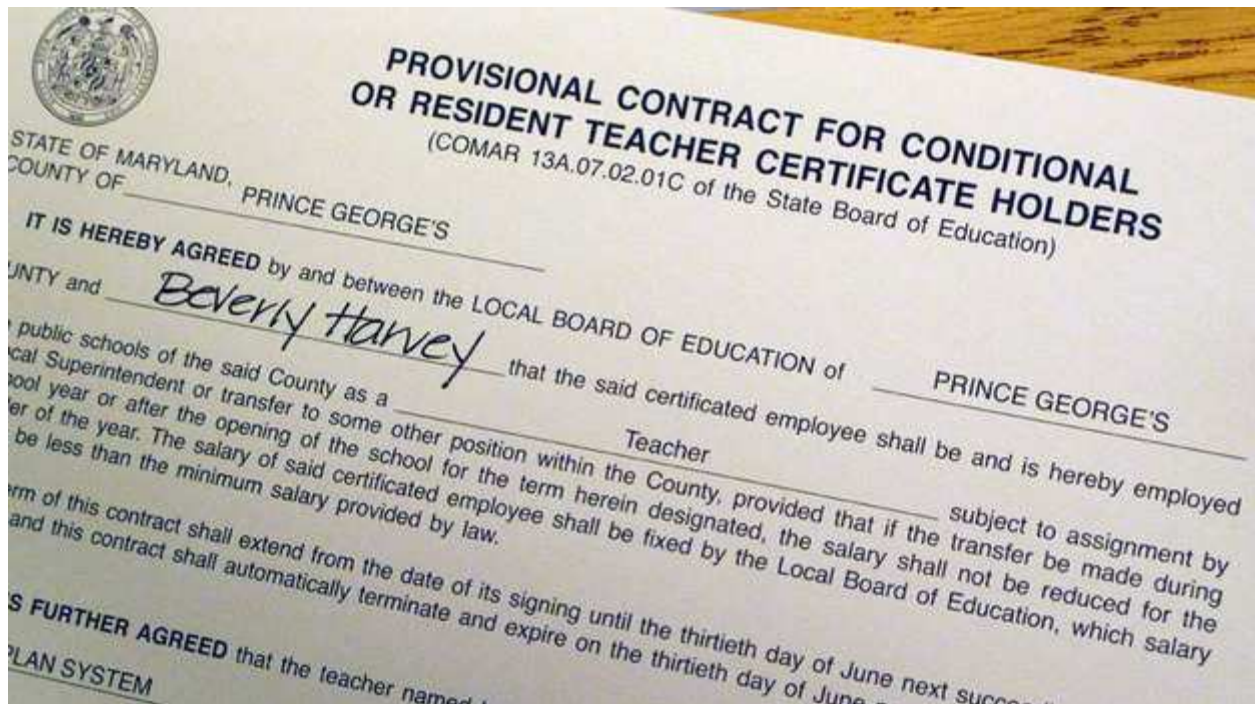 PROVISIONAL CONTRACT FOR CONDITIONAL
OR RESIDENT TEACHER CERTIFICATE HOLDERS
(COMAR 13A.07.02.01C of the State Board of Education)
STATE OF MARYLAND,
COUNTY OF PRINCE GEORGE'S
IT IS HEREBY AGREED by and between the LOCAL BOARD OF EDUCATION of PRINCE GEORGE'S
UNTY and Beverly Harvey that the said certificated employee shall be and is hereby employed
public schools of the said County as a Teacher subject to assignment by
cal Superintendent or transfer to some other position within the County, provided that if the transfer be made during
ool year or after the opening of the school for the term herein designated, the salary shall not be reduced for the
er of the year. The salary of said certificated employee shall be fixed by the Local Board of Education, which salary
be less than the minimum salary provided by law.
rm of this contract shall extend from the date of its signing until the thirtieth day of June next
and this contract shall automatically terminate and expire on the thirtieth day of June
S FURTHER AGREED that the teacher named
PLAN SYSTEM